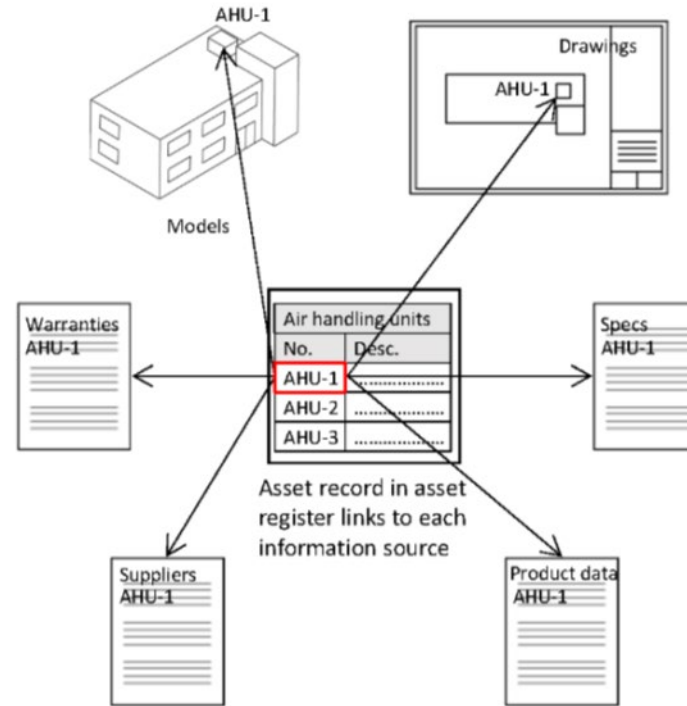 AHU-1
Drawings
AHU-1
Models
Warranties
AHU-1
Air handling units
No. Desc.
AHU-1 ..................
AHU-2 ..................
AHU-3 ..................
Specs
AHU-1
Asset record in asset
register links to each
information source
Suppliers
AHU-1
Product data
AHU-1